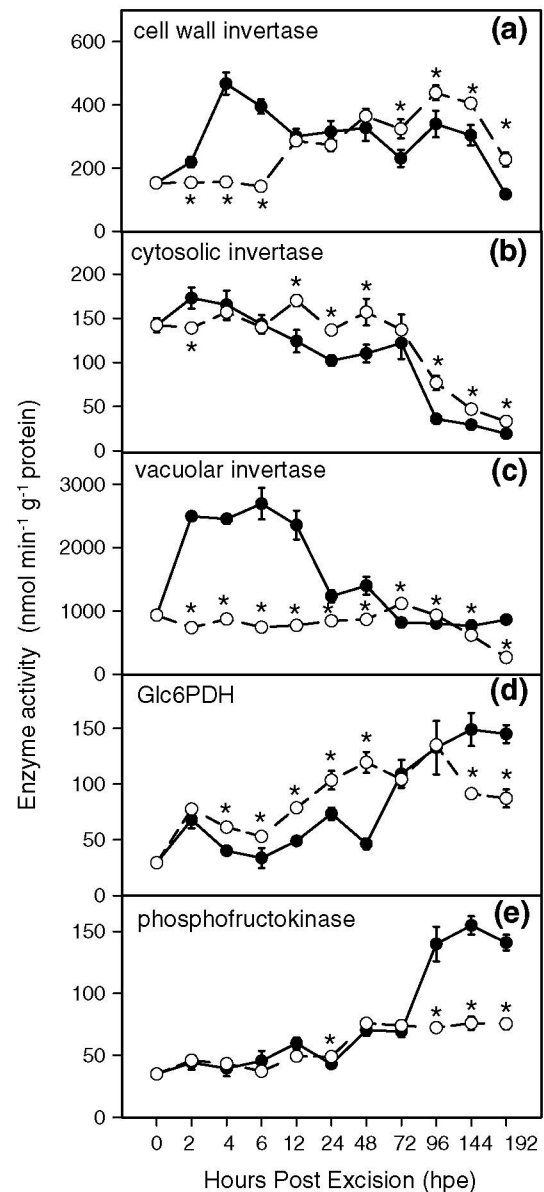 cell wall invertase (a)
600
400
200
0
* * * * * * *
cytosolic invertase (b)
200
150
100
50
0
* * * * * * *
vacuolar invertase (c)
3000
2000
1000
0
* * * * * * * * * *
Glc6PDH (d)
150
100
50
0
* * * * * * *
phosphofructokinase (e)
150
100
50
0
* * * *
0 2 4 6 12 24 48 72 96 144 192
Hours Post Excision (hpe)
Enzyme activity (nmol min⁻¹ g⁻¹ protein)